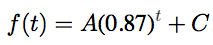 f(t) = A(0.87)^t + C